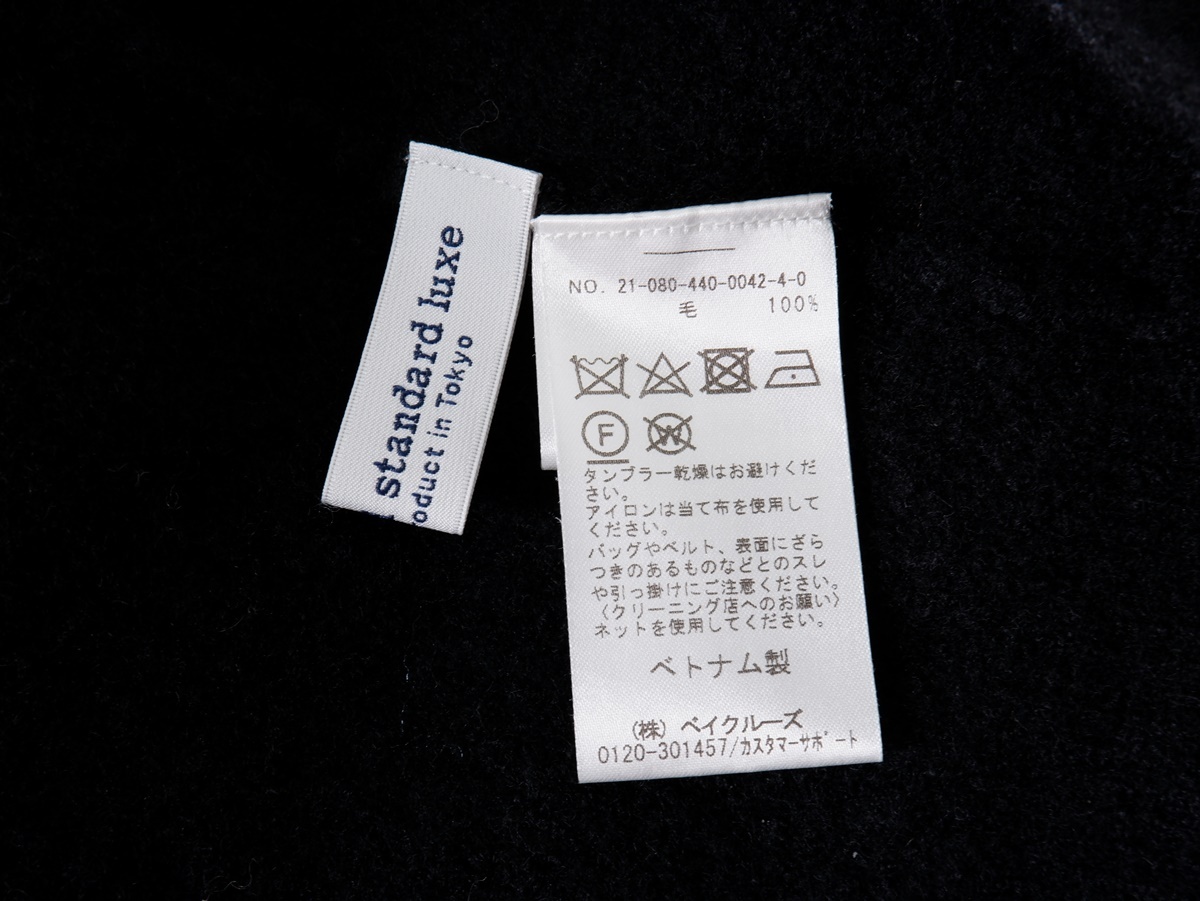 standard luxe
oduct in Tokyo
NO. 21-080-440-0042-4-0
毛 100%
F
W
タンブラー乾燥はお避けくだ
さい。
アイロンは当て布を使用して
ください。
バッグやベルト、表面にざら
つきのあるものなどとのスレ
や引っ掛けにご注意ください。
〈クリーニング店へのお願い〉
ネットを使用してください。
ベトナム製
(株) ベイクルーズ
0120-301457/カスタマーサポート